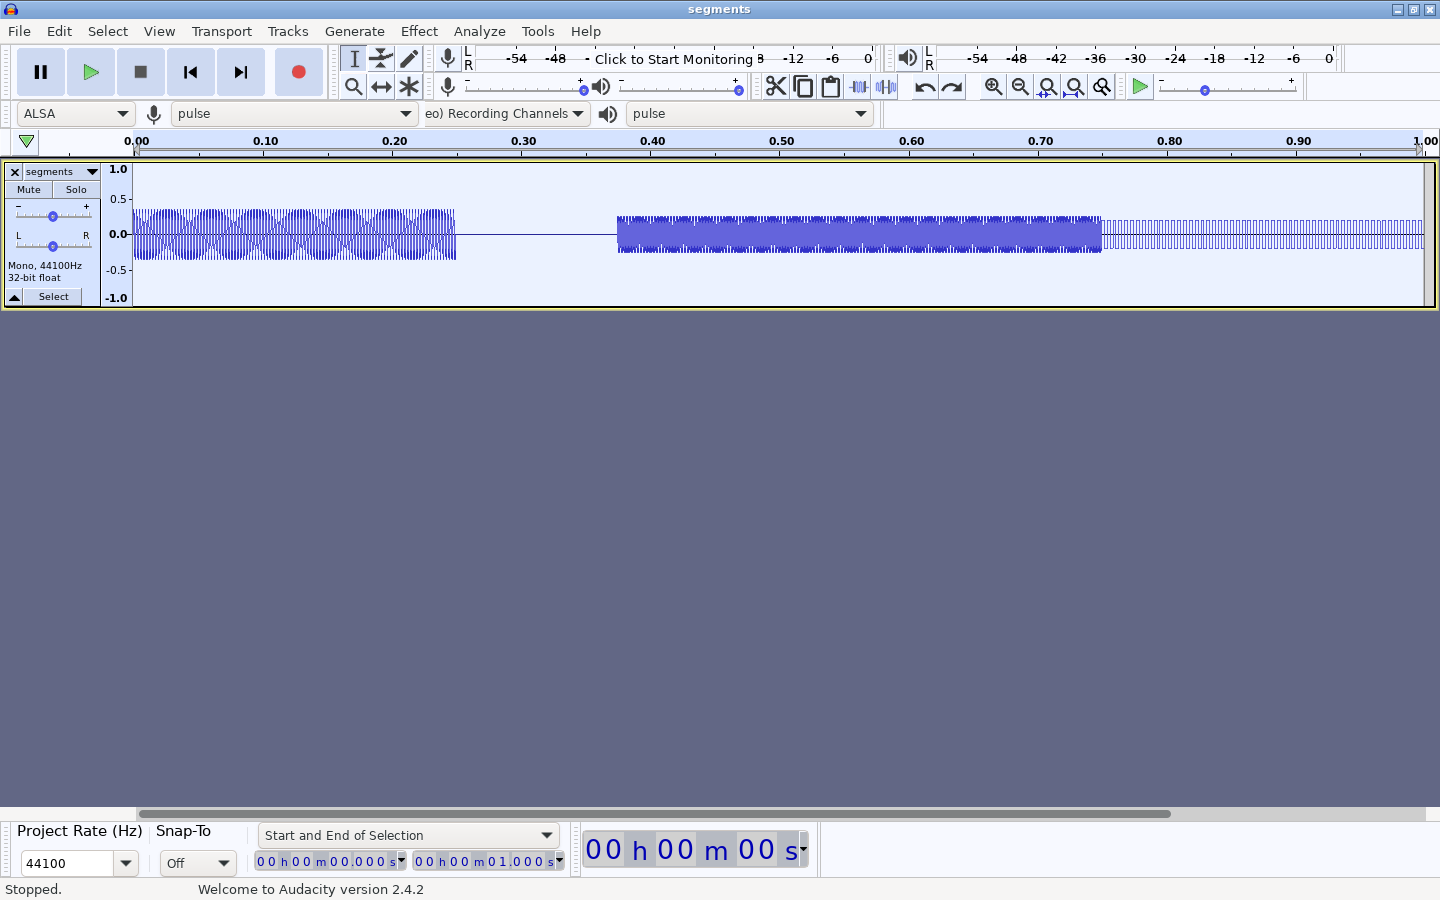 segments
File Edit Select View Transport Tracks Generate Effect Analyze Tools Help
L R -54 -48 - Click to Start Monitoring -12 -6 0
L R -54 -48 -42 -36 -30 -24 -18 -12 -6 0
- + - + - +
ALSA pulse eo) Recording Channels pulse
0.00 0.10 0.20 0.30 0.40 0.50 0.60 0.70 0.80 0.90 1.00
segments
Mute Solo
- +
L R
Mono, 44100Hz
32-bit float
Select
1.0
0.5
0.0
-0.5
-1.0
Project Rate (Hz) Snap-To Start and End of Selection
44100 Off 00 h 00 m 00.000 s 00 h 00 m 01.000 s
00 h 00 m 00 s
Stopped. Welcome to Audacity version 2.4.2